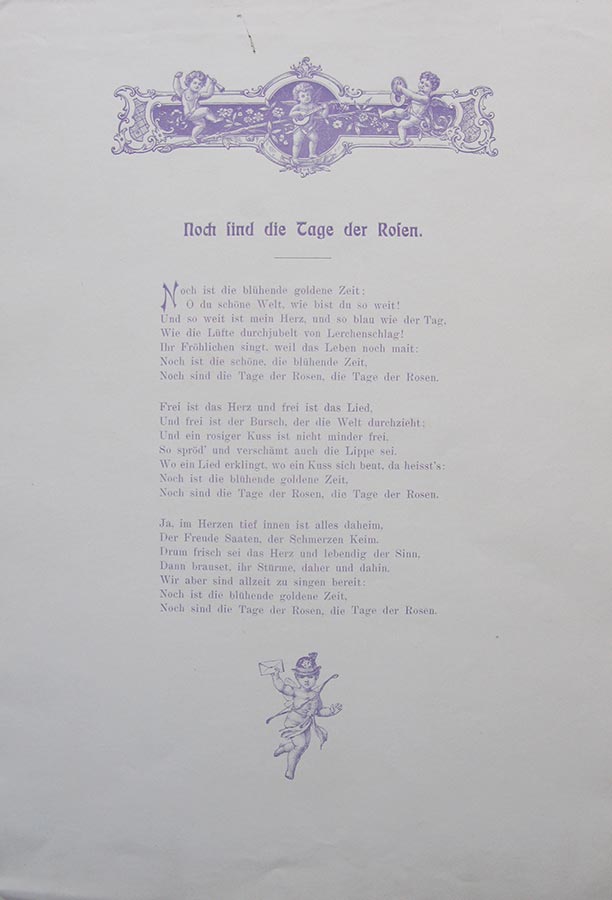 Noch sind die Tage der Rosen.
Noch ist die blühende goldene Zeit:
O du schöne Welt, wie bist du so weit!
Und so weit ist mein Herz, und so blau wie der Tag,
Wie die Lüfte durchjubelt von Lerchenschlag!
Ihr Fröhlichen singt, weil das Leben noch mait:
Noch ist die schöne, die blühende Zeit,
Noch sind die Tage der Rosen, die Tage der Rosen.
Frei ist das Herz und frei ist das Lied,
Und frei ist der Bursch, der die Welt durchzieht;
Und ein rosiger Kuss ist nicht minder frei,
So spröd' und verschämt auch die Lippe sei.
Wo ein Lied erklingt, wo ein Kuss sich beut, da heisst's:
Noch ist die blühende goldene Zeit,
Noch sind die Tage der Rosen, die Tage der Rosen.
Ja, im Herzen tief innen ist alles daheim,
Der Freude Saaten, der Schmerzen Keim.
Drum frisch sei das Herz und lebendig der Sinn,
Dann brauset, ihr Stürme, daher und dahin,
Wir aber sind allzeit zu singen bereit:
Noch ist die blühende goldene Zeit,
Noch sind die Tage der Rosen, die Tage der Rosen.